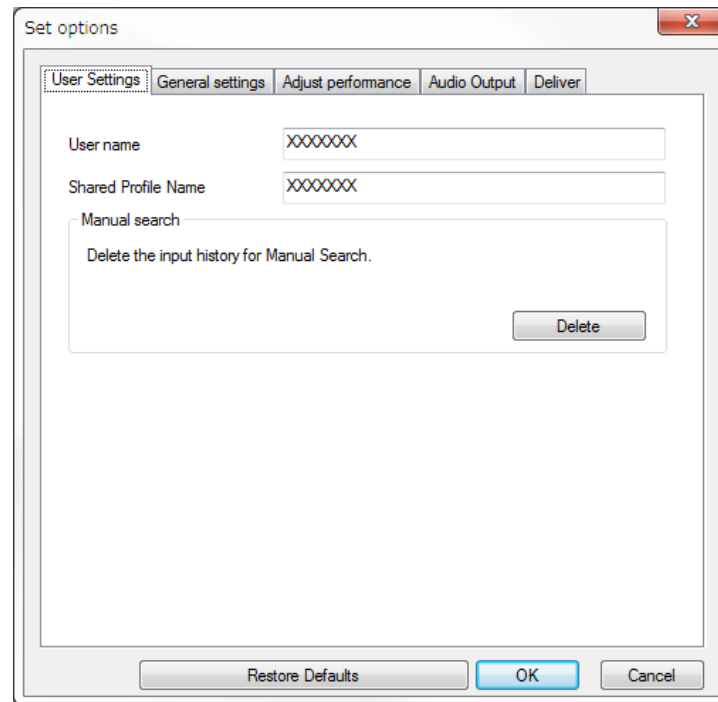 Set options
User Settings General settings Adjust performance Audio Output Deliver
User name XXXXXXX
Shared Profile Name XXXXXXX
Manual search
Delete the input history for Manual Search.
Delete
Restore Defaults OK Cancel